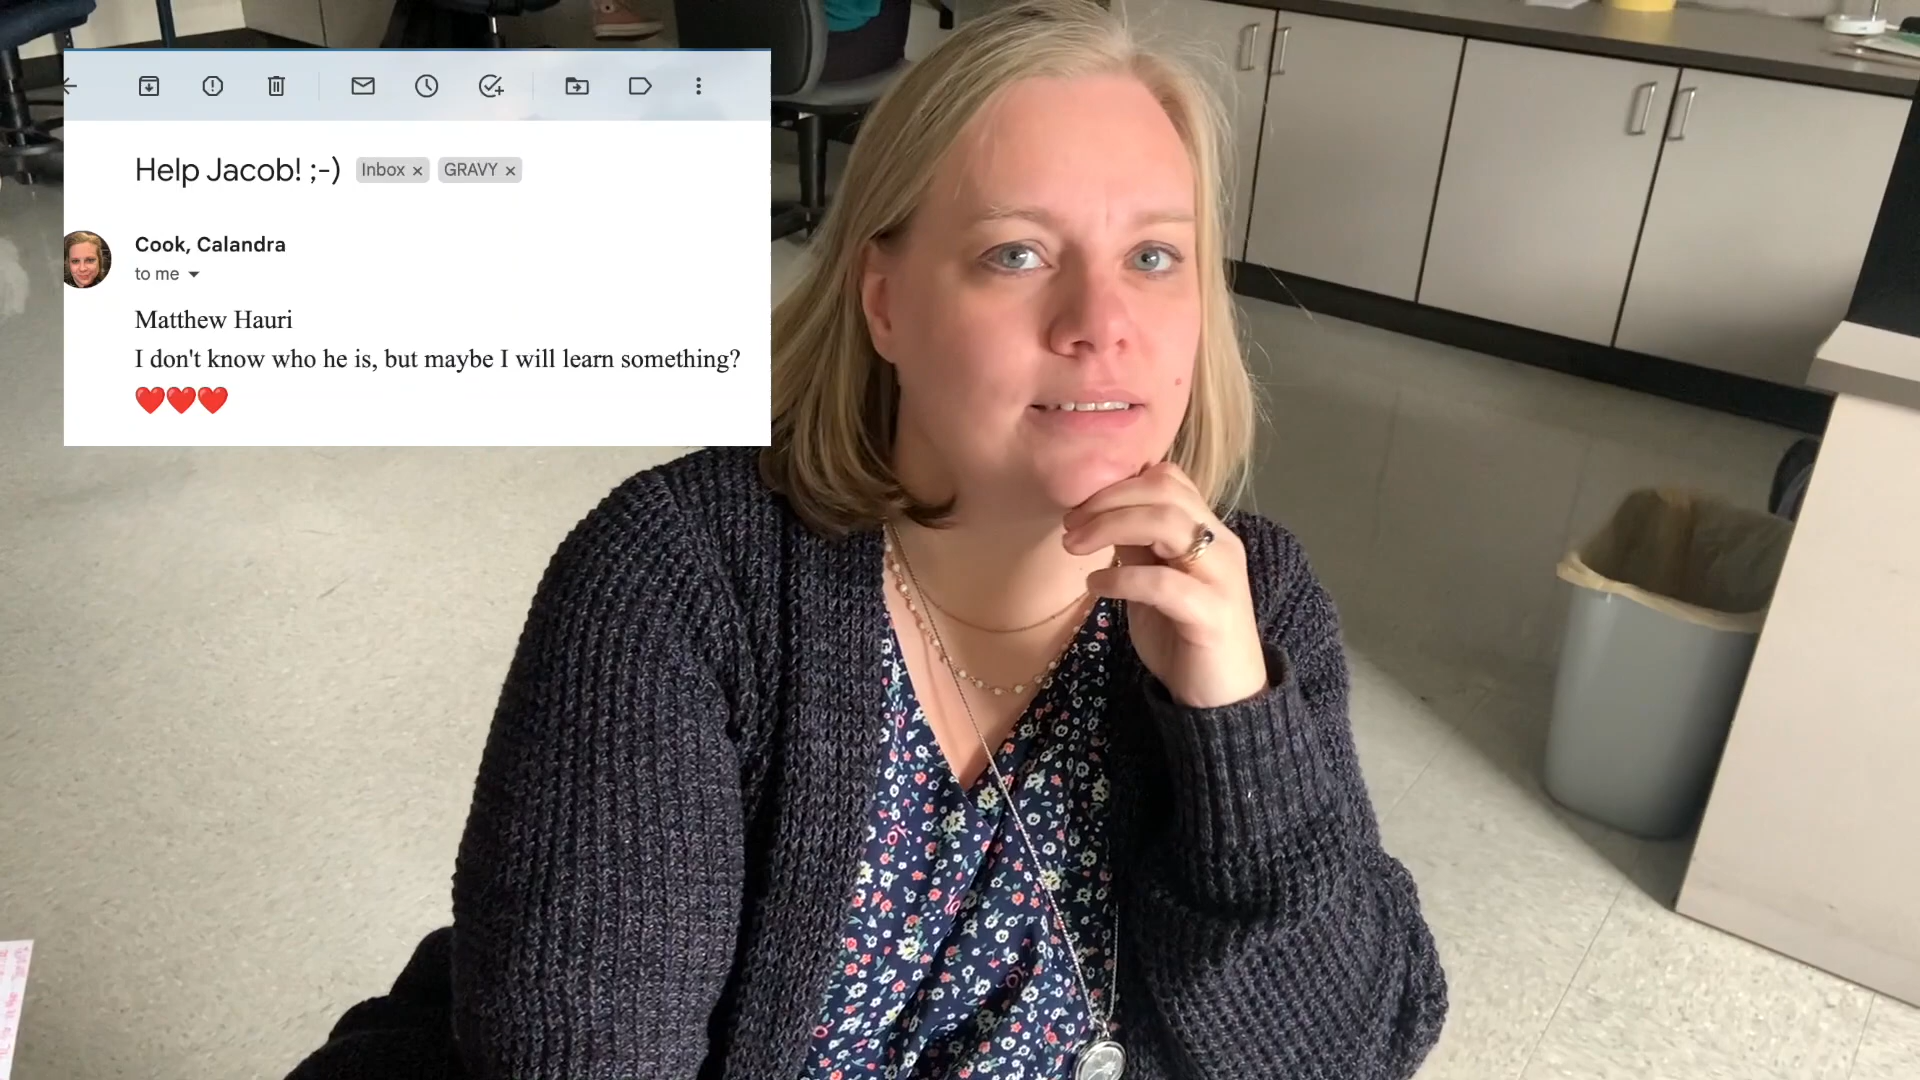 Help Jacob! ;-) Inbox × GRAVY ×
Cook, Calandra
to me
Matthew Hauri
I don't know who he is, but maybe I will learn something?
❤️❤️❤️